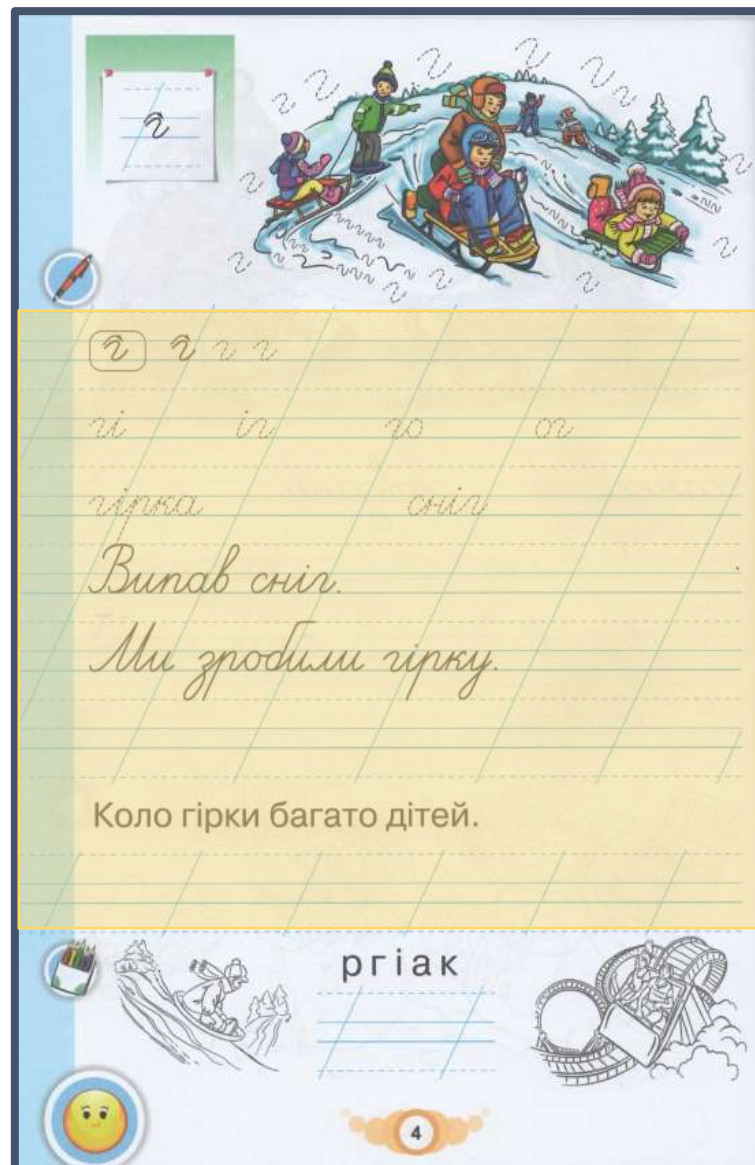 г
г г г г
гі іг го ог
гірка сніг
Випав сніг.
Ми зробили гірку.
Коло гірки багато дітей.
ргіак
4